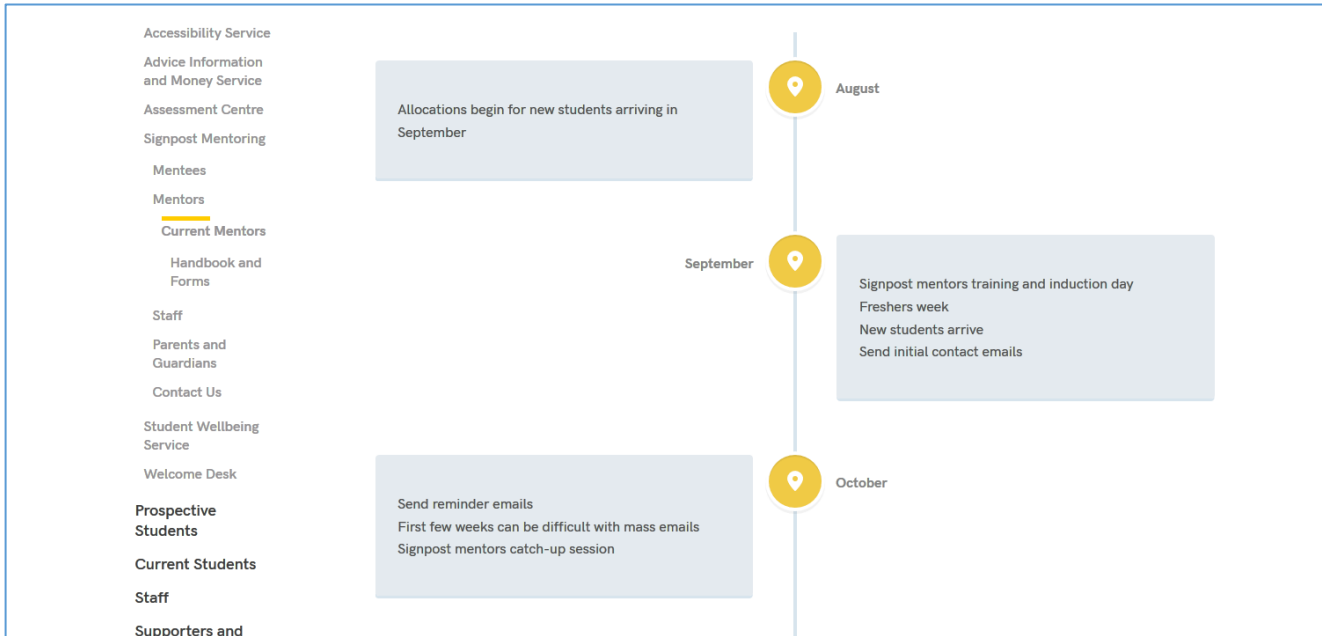 Accessibility Service
Advice Information
and Money Service
Assessment Centre
Signpost Mentoring
Mentees
Mentors
Current Mentors
Handbook and
Forms
Staff
Parents and
Guardians
Contact Us
Student Wellbeing
Service
Welcome Desk
Prospective
Students
Current Students
Staff
Supporters and
August
Allocations begin for new students arriving in
September
September
Signpost mentors training and induction day
Freshers week
New students arrive
Send initial contact emails
October
Send reminder emails
First few weeks can be difficult with mass emails
Signpost mentors catch-up session